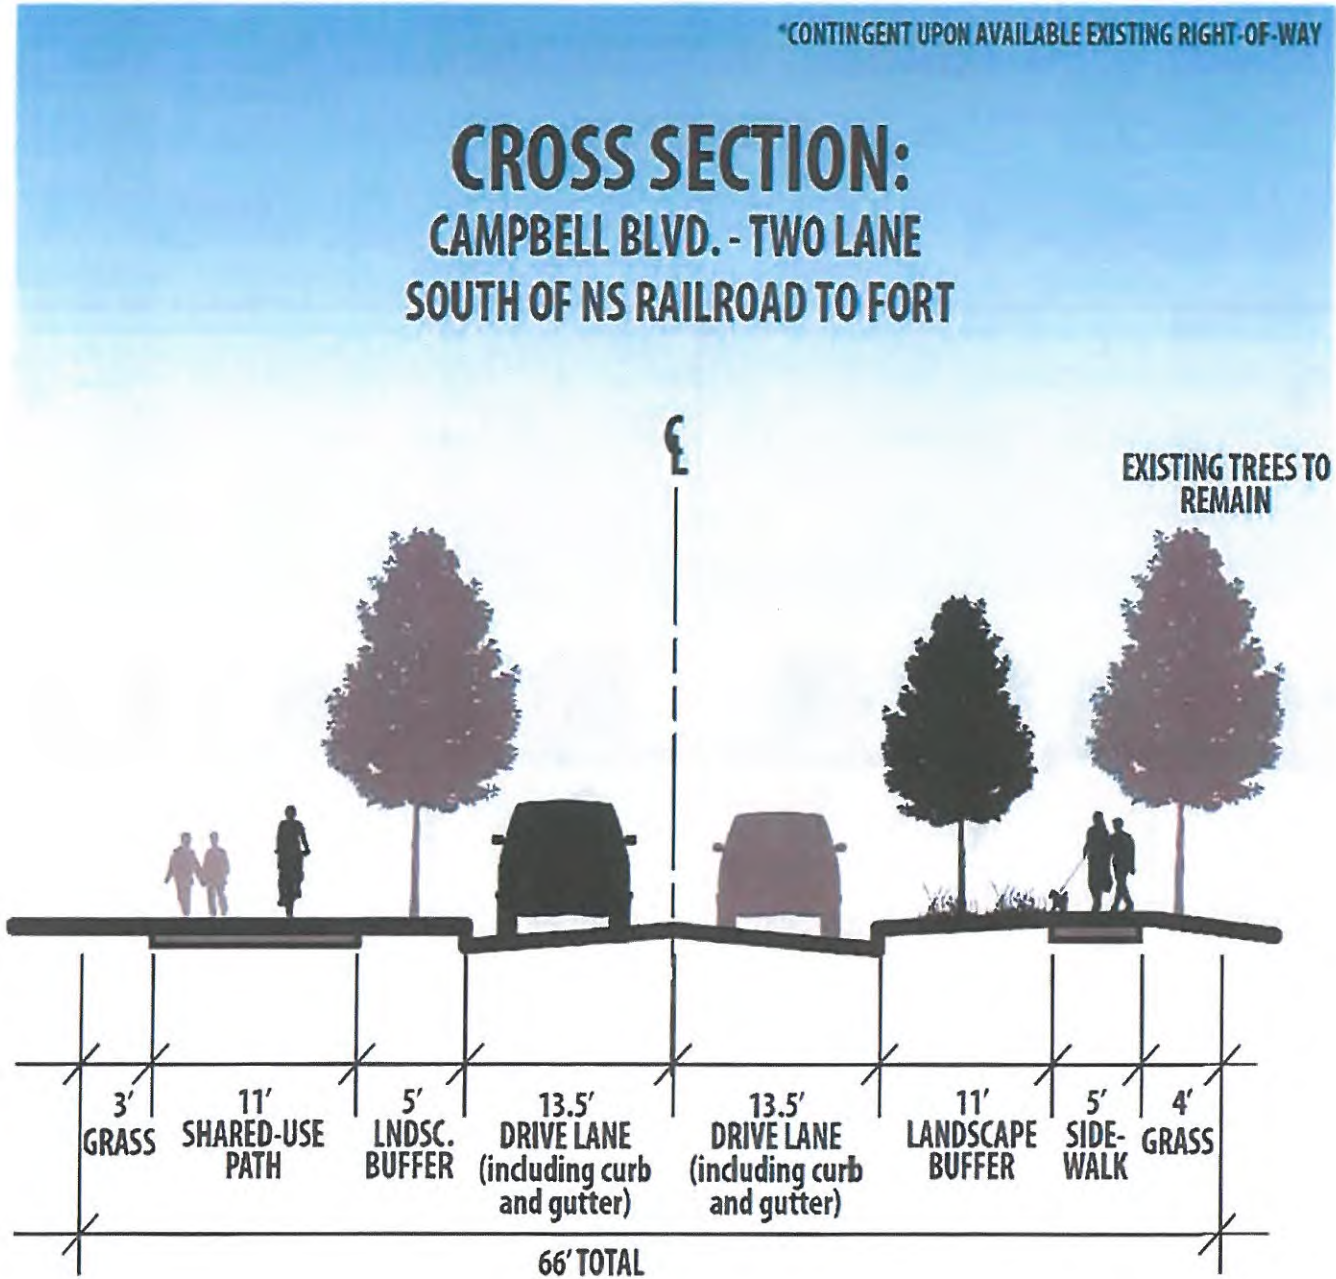 *CONTINGENT UPON AVAILABLE EXISTING RIGHT-OF-WAY
CROSS SECTION:
CAMPBELL BLVD. - TWO LANE
SOUTH OF NS RAILROAD TO FORT
℄
EXISTING TREES TO
REMAIN
3'
GRASS
11'
SHARED-USE
PATH
5'
LNDSC.
BUFFER
13.5'
DRIVE LANE
(including curb
and gutter)
13.5'
DRIVE LANE
(including curb
and gutter)
11'
LANDSCAPE
BUFFER
5'
SIDE-
WALK
4'
GRASS
66' TOTAL